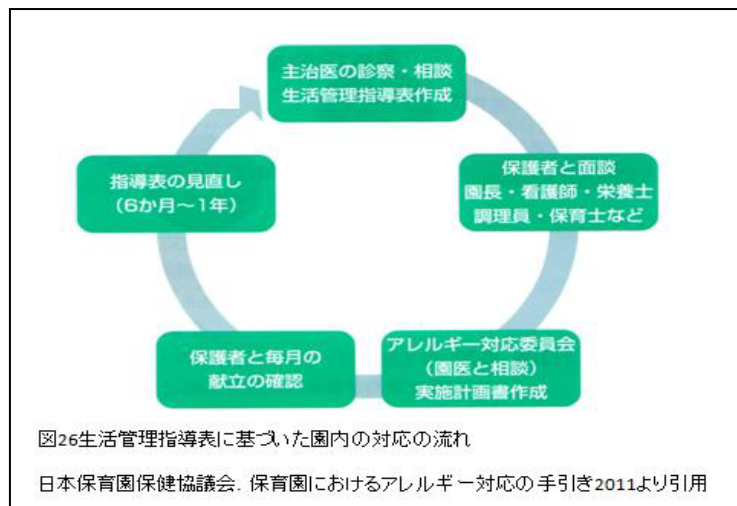 主治医の診察・相談
生活管理指導表作成
保護者と面談
園長・看護師・栄養士
調理員・保育士など
アレルギー対応委員会
(園医と相談)
実施計画書作成
保護者と毎月の
献立の確認
指導表の見直し
(6か月~1年)
図26生活管理指導表に基づいた園内の対応の流れ
日本保育園保健協議会. 保育園におけるアレルギー対応の手引き2011より引用